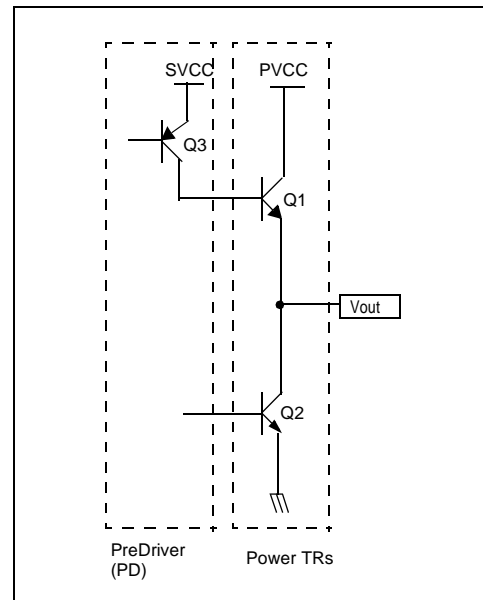 SVCC
PVCC
Q3
Q1
Vout
Q2
PreDriver
(PD)
Power TRs